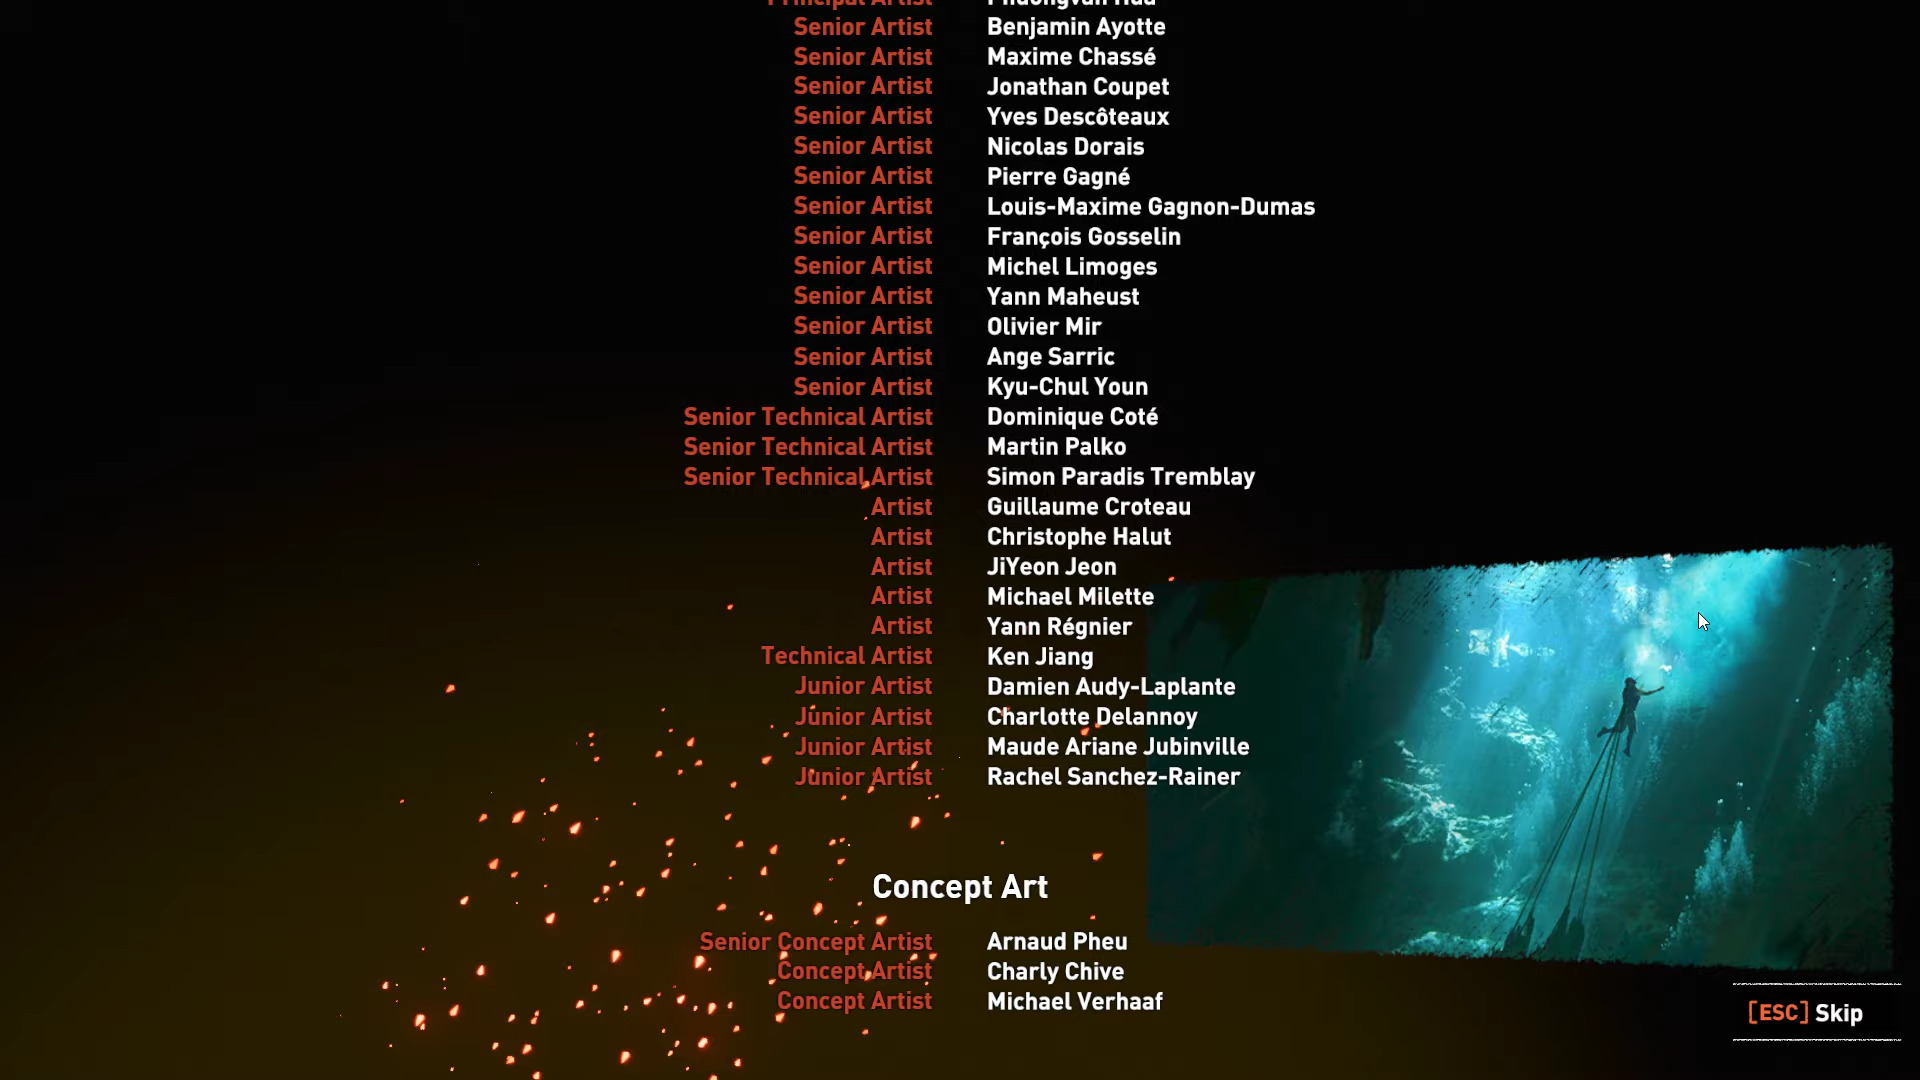 Principal Artist
Senior Artist Benjamin Ayotte
Senior Artist Maxime Chassé
Senior Artist Jonathan Coupet
Senior Artist Yves Descôteaux
Senior Artist Nicolas Dorais
Senior Artist Pierre Gagné
Senior Artist Louis-Maxime Gagnon-Dumas
Senior Artist François Gosselin
Senior Artist Michel Limoges
Senior Artist Yann Maheust
Senior Artist Olivier Mir
Senior Artist Ange Sarric
Senior Artist Kyu-Chul Youn
Senior Technical Artist Dominique Coté
Senior Technical Artist Martin Palko
Senior Technical Artist Simon Paradis Tremblay
Artist Guillaume Croteau
Artist Christophe Halut
Artist JiYeon Jeon
Artist Michael Milette
Artist Yann Régnier
Technical Artist Ken Jiang
Junior Artist Damien Audy-Laplante
Junior Artist Charlotte Delannoy
Junior Artist Maude Ariane Jubinville
Junior Artist Rachel Sanchez-Rainer
Concept Art
Senior Concept Artist Arnaud Pheu
Concept Artist Charly Chive
Concept Artist Michael Verhaaf
[ESC] Skip